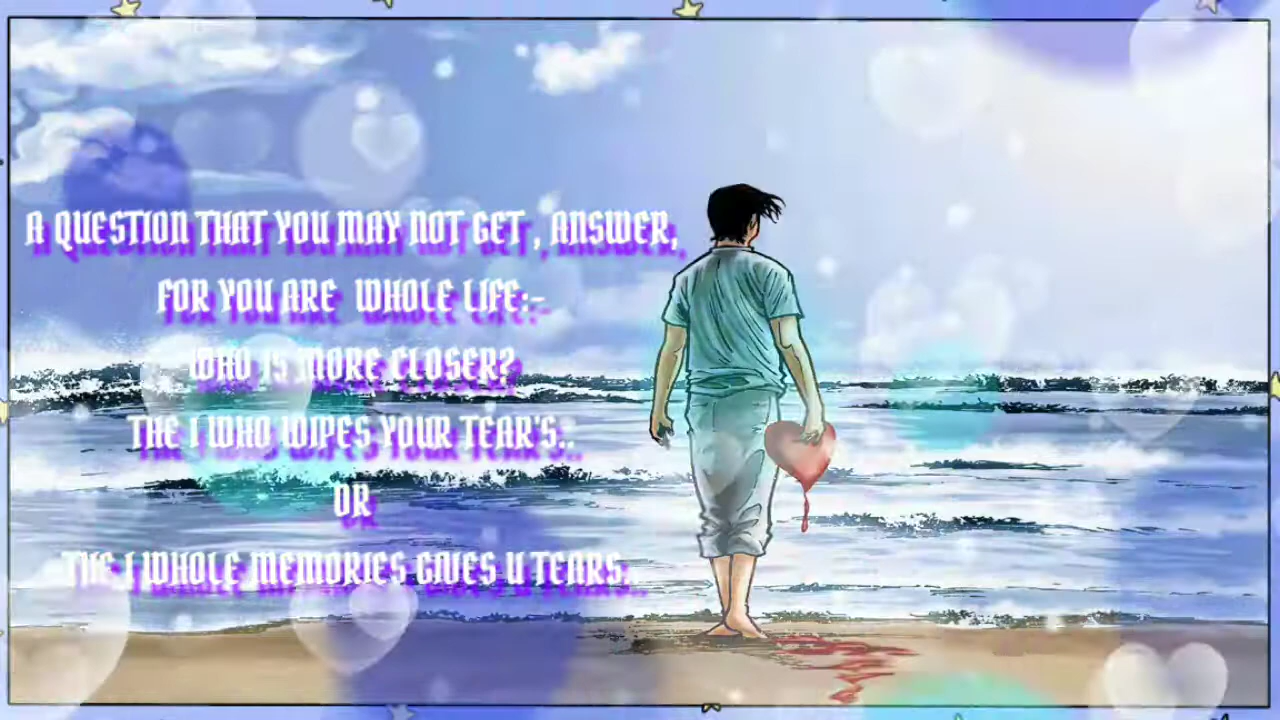 A QUESTION THAT YOU MAY NOT GET , ANSWER,
FOR YOU ARE WHOLE LIFE:-
WHO IS MORE CLOSER?
THE 1 WHO WIPES YOUR TEAR'S..
OR
THE 1 WHOLE MEMORIES GIVES U TEARS..